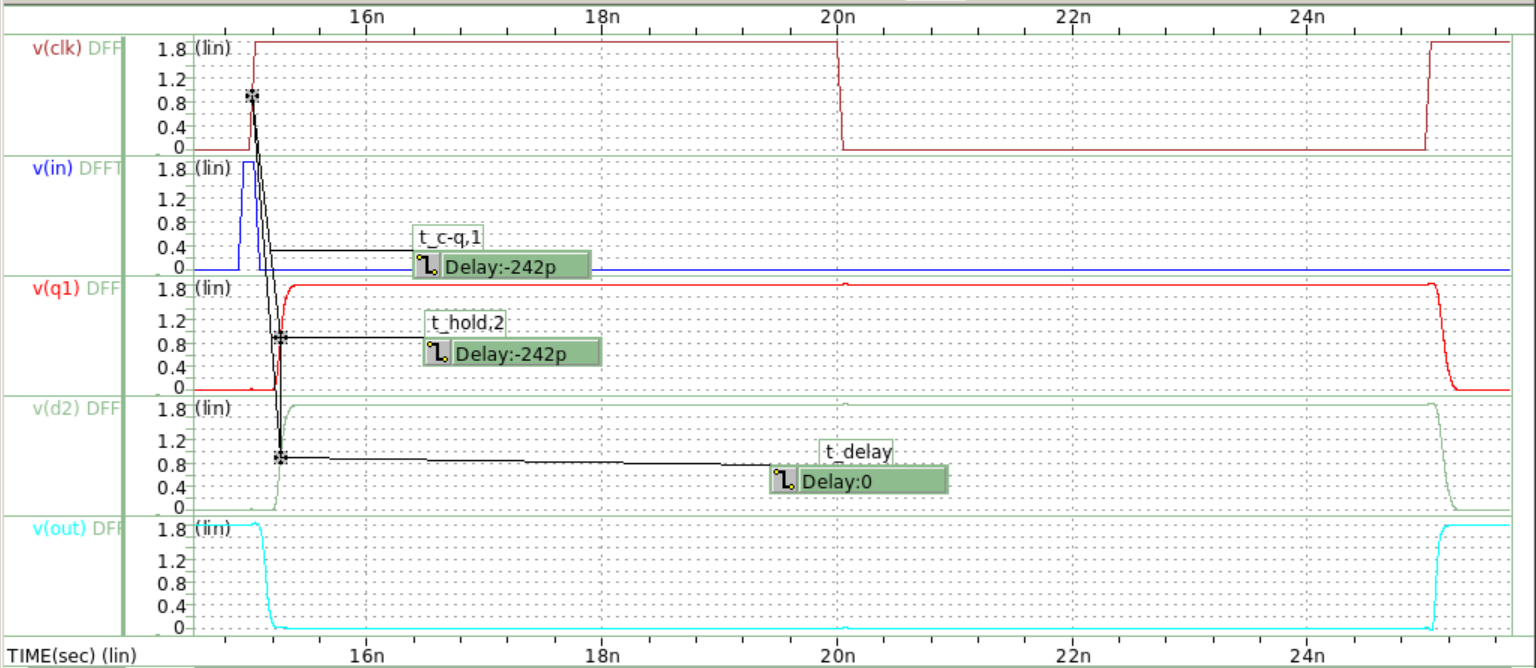 16n 18n 20n 22n 24n
v(clk) DFF (lin)
1.8
1.2
0.8
0.4
0
v(in) DFFT (lin)
1.8
1.2
0.8
0.4
0
t_c-q,1
Delay:-242p
v(q1) DFF (lin)
1.8
1.2
0.8
0.4
0
t_hold,2
Delay:-242p
v(d2) DFF (lin)
1.8
1.2
0.8
0.4
0
t_delay
Delay:0
v(out) DFF (lin)
1.8
1.2
0.8
0.4
0
TIME(sec) (lin) 16n 18n 20n 22n 24n